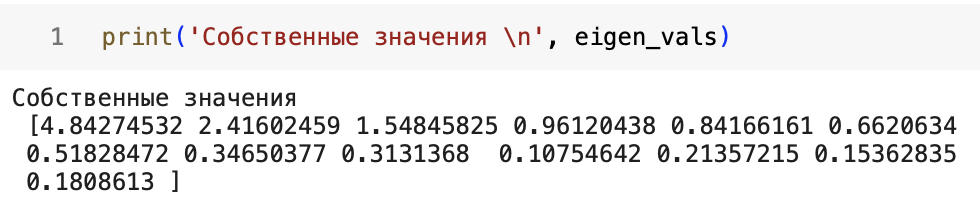 1 print('Собственные значения \n', eigen_vals)
Собственные значения
[4.84274532 2.41602459 1.54845825 0.96120438 0.84166161 0.6620634
0.51828472 0.34650377 0.3131368  0.10754642 0.21357215 0.15362835
0.1808613 ]